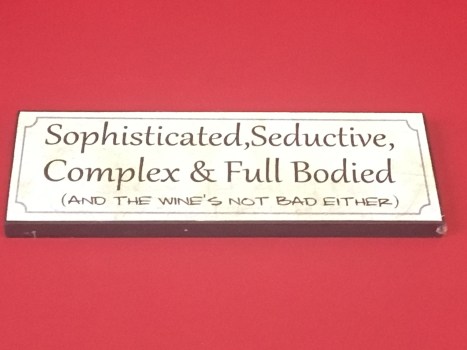 Sophisticated,Seductive,
Complex & Full Bodied
(AND THE WINE'S NOT BAD EITHER)